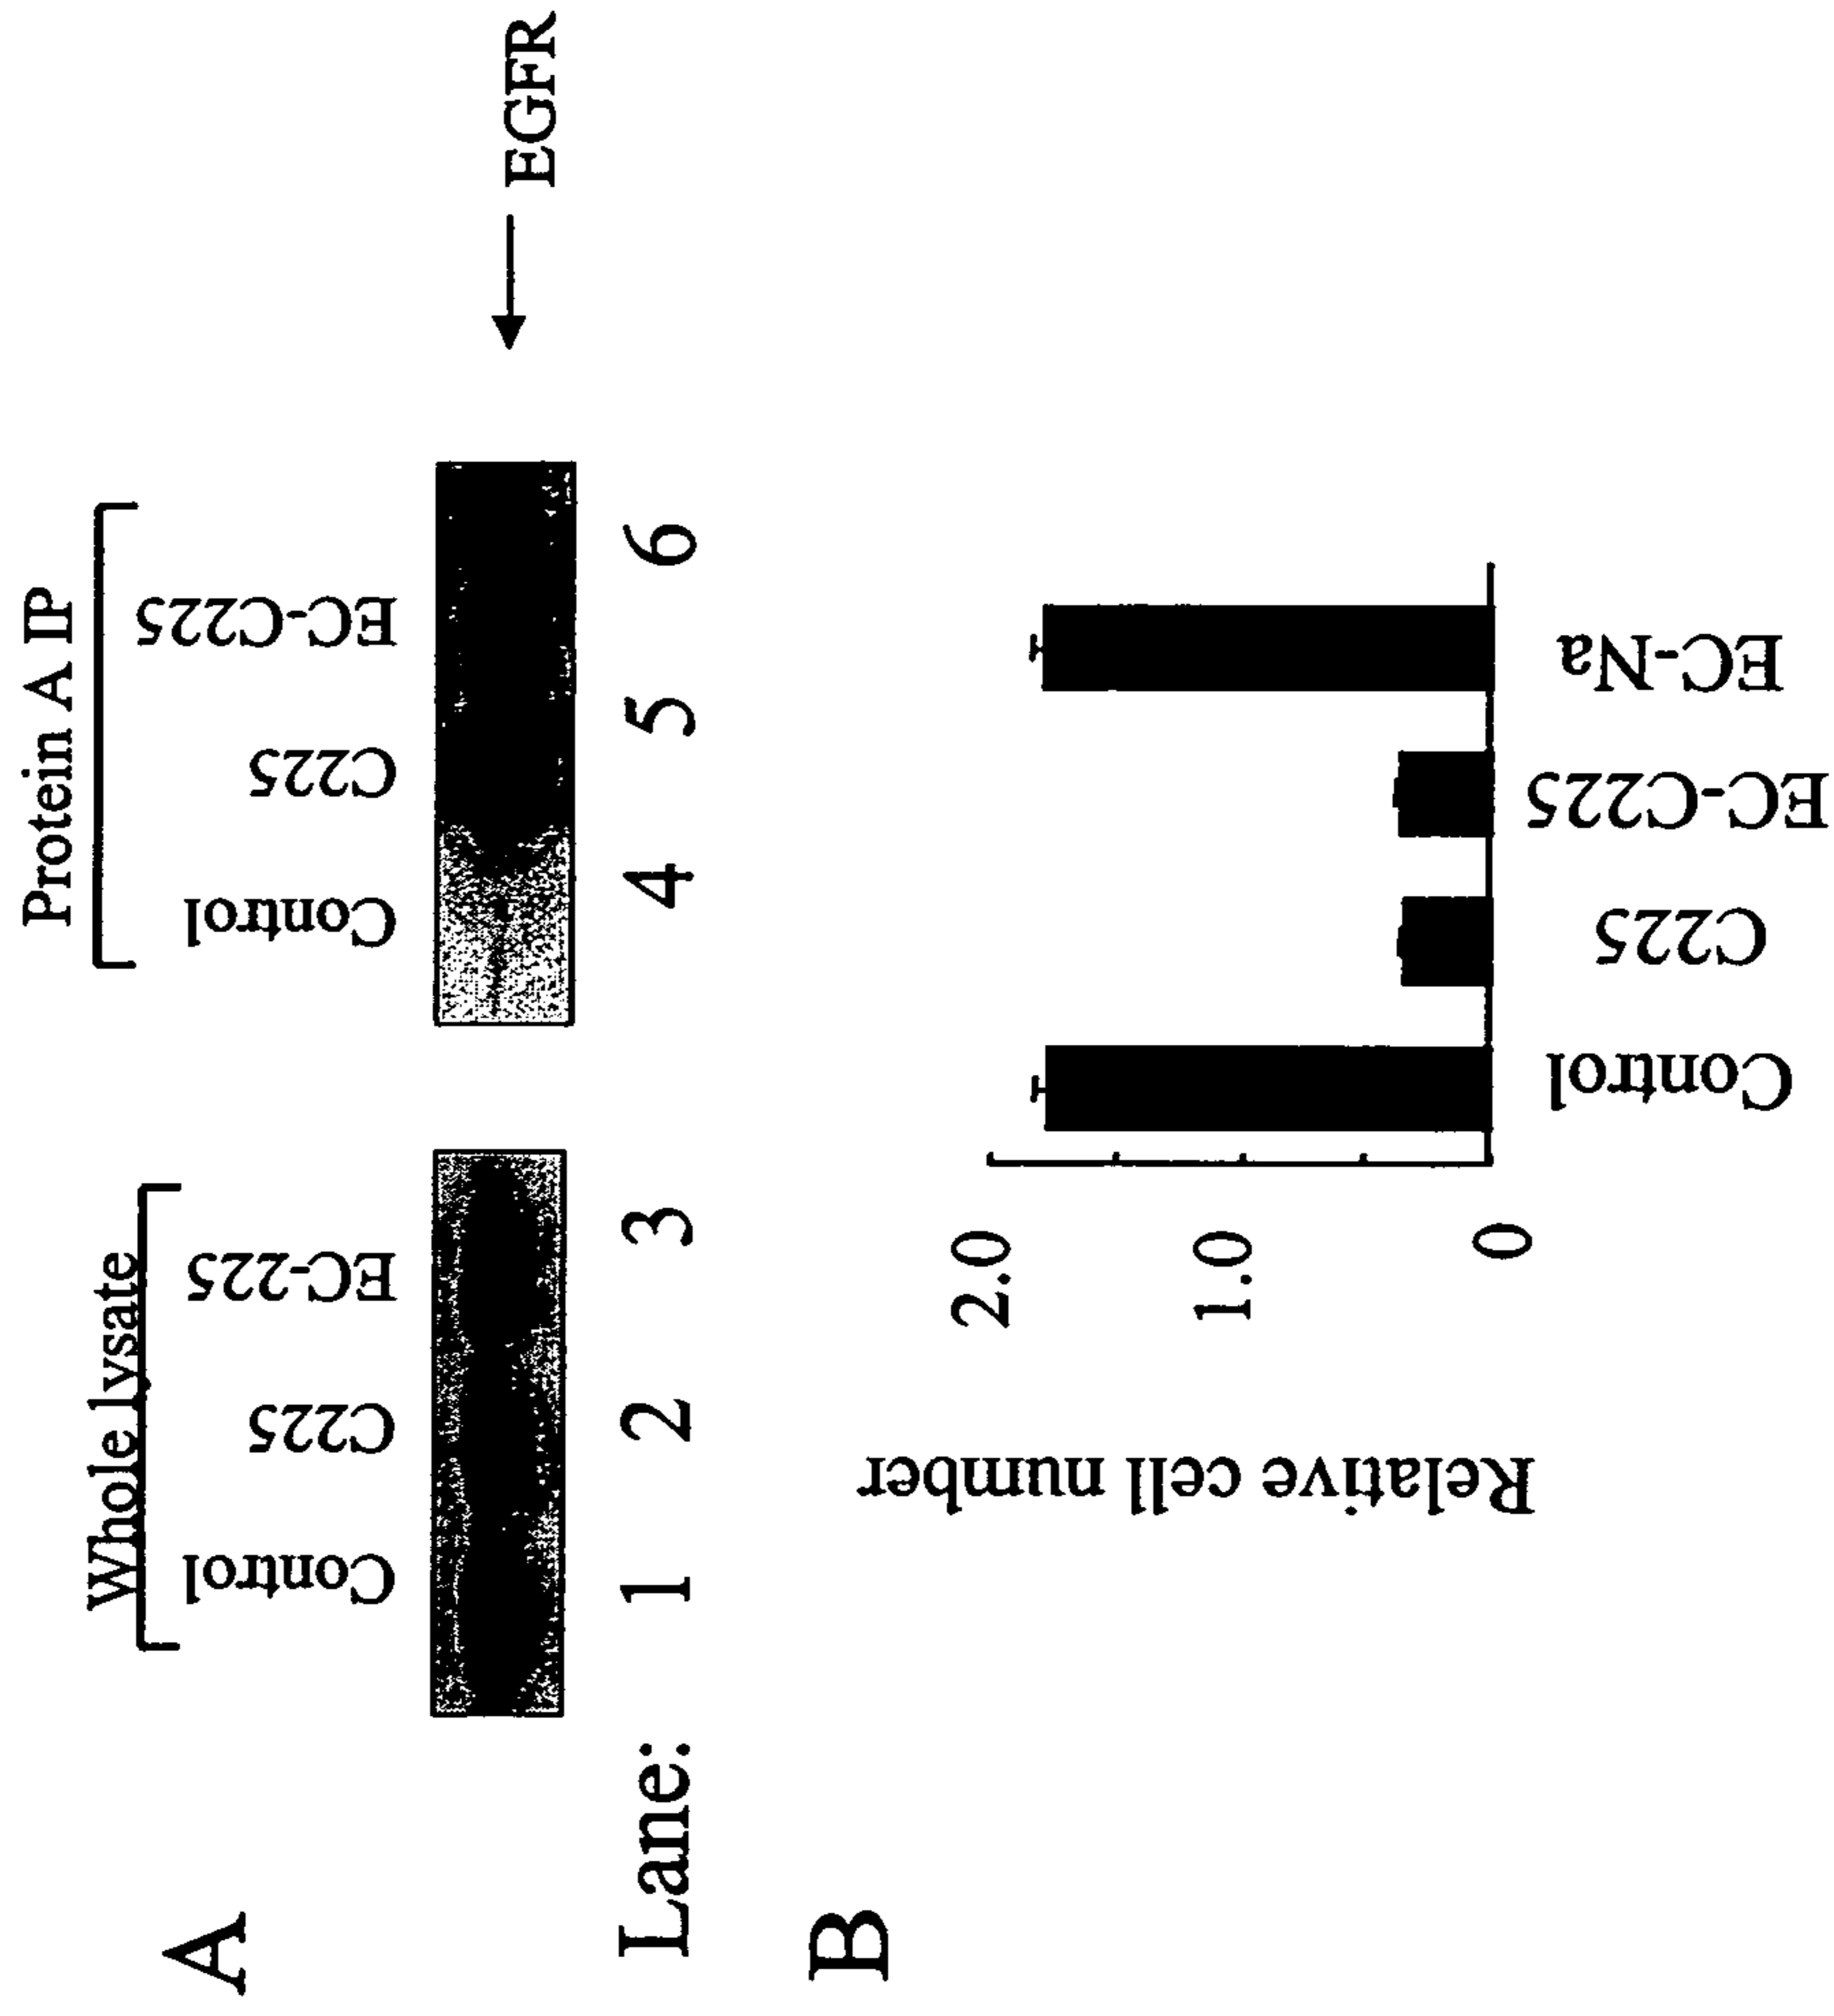 A
Whole lysate
Protein A IP
Control
C225
EC-225
Control
C225
EC-C225
EGFR
Lane:
1 2 3 4 5 6
B
Relative cell number
2.0
1.0
0
Control
C225
EC-C225
EC-Na